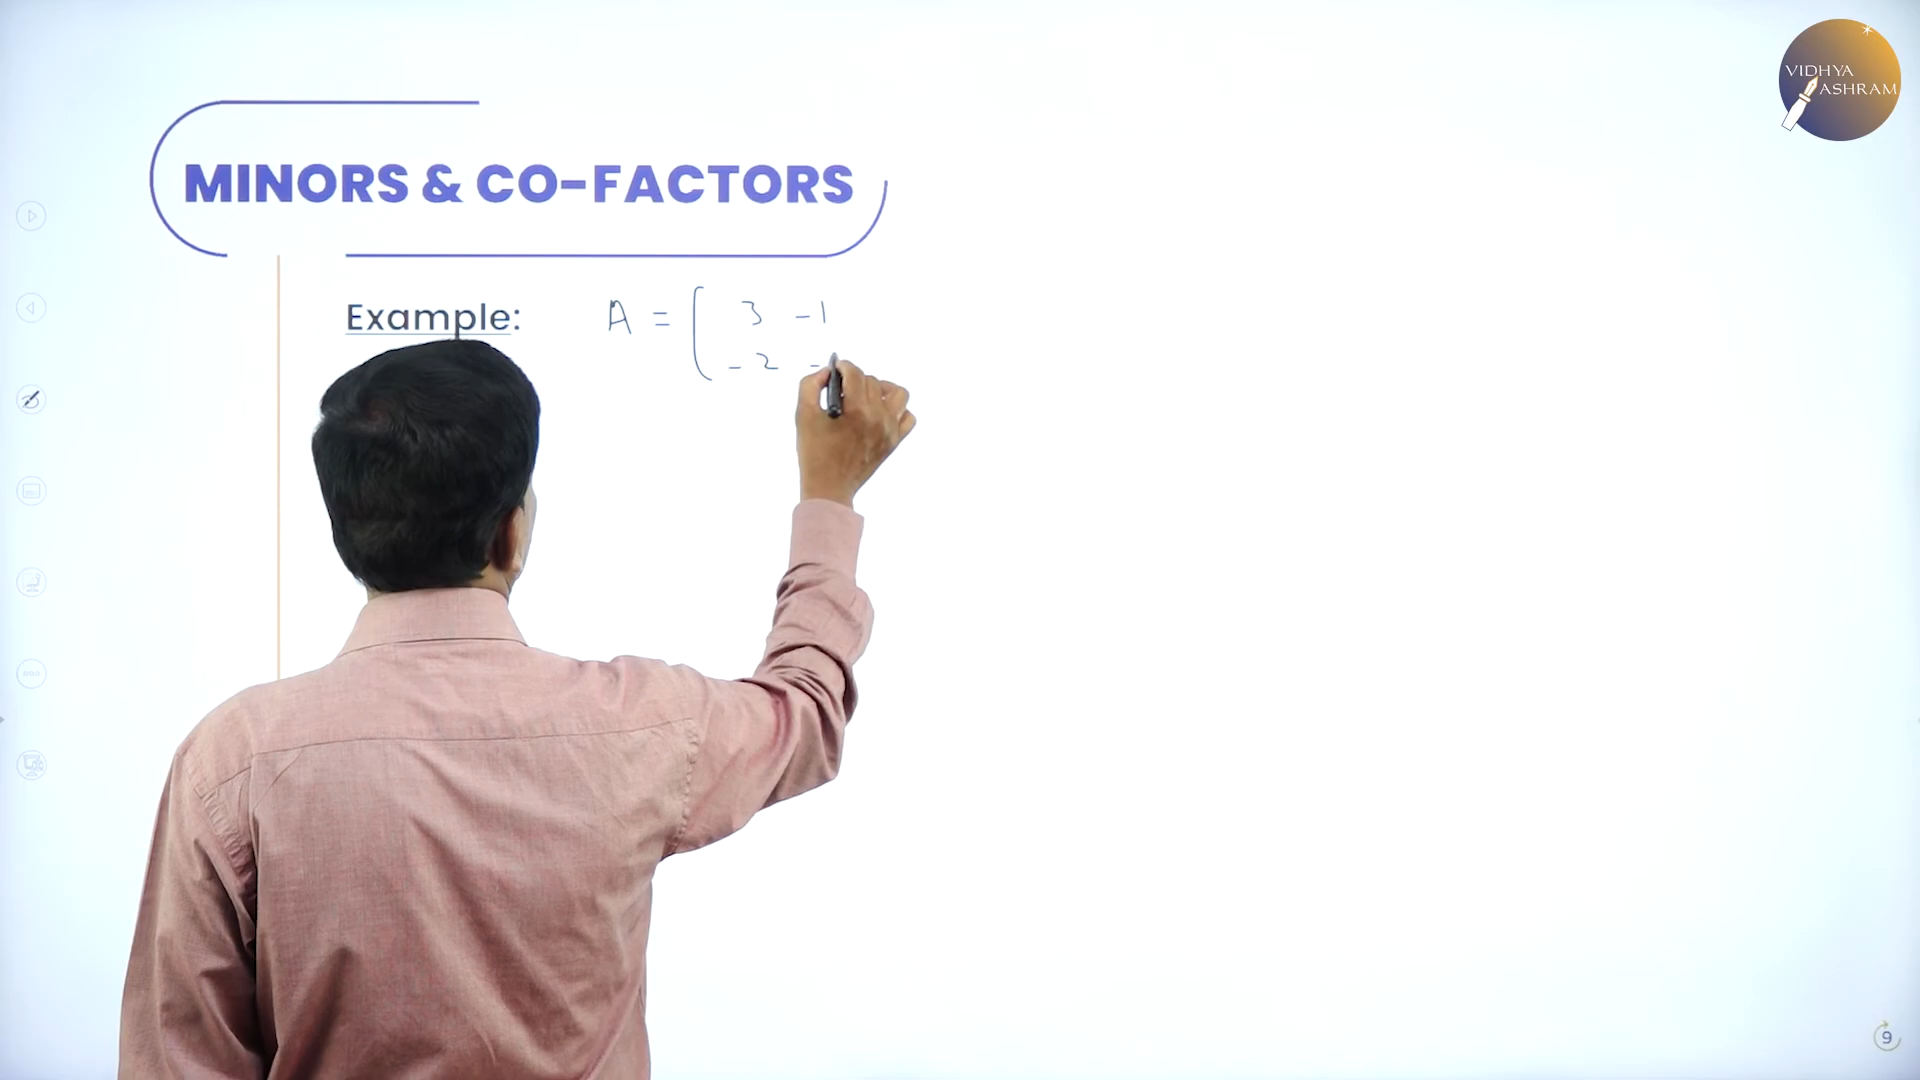 VIDHYA
ASHRAM
MINORS & CO-FACTORS
Example:
A = [ 3 -1
-2 -
9